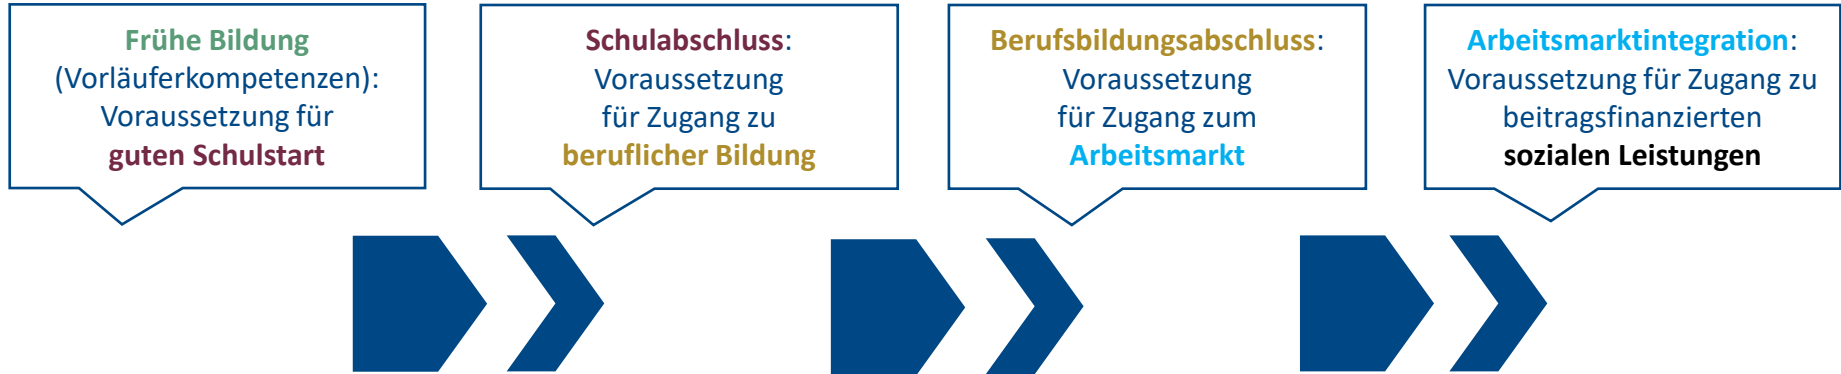 Frühe Bildung
(Vorläuferkompetenzen):
Voraussetzung für
guten Schulstart
Schulabschluss:
Voraussetzung
für Zugang zu
beruflicher Bildung
Berufsbildungsabschluss:
Voraussetzung
für Zugang zum
Arbeitsmarkt
Arbeitsmarktintegration:
Voraussetzung für Zugang zu
beitragsfinanzierten
sozialen Leistungen